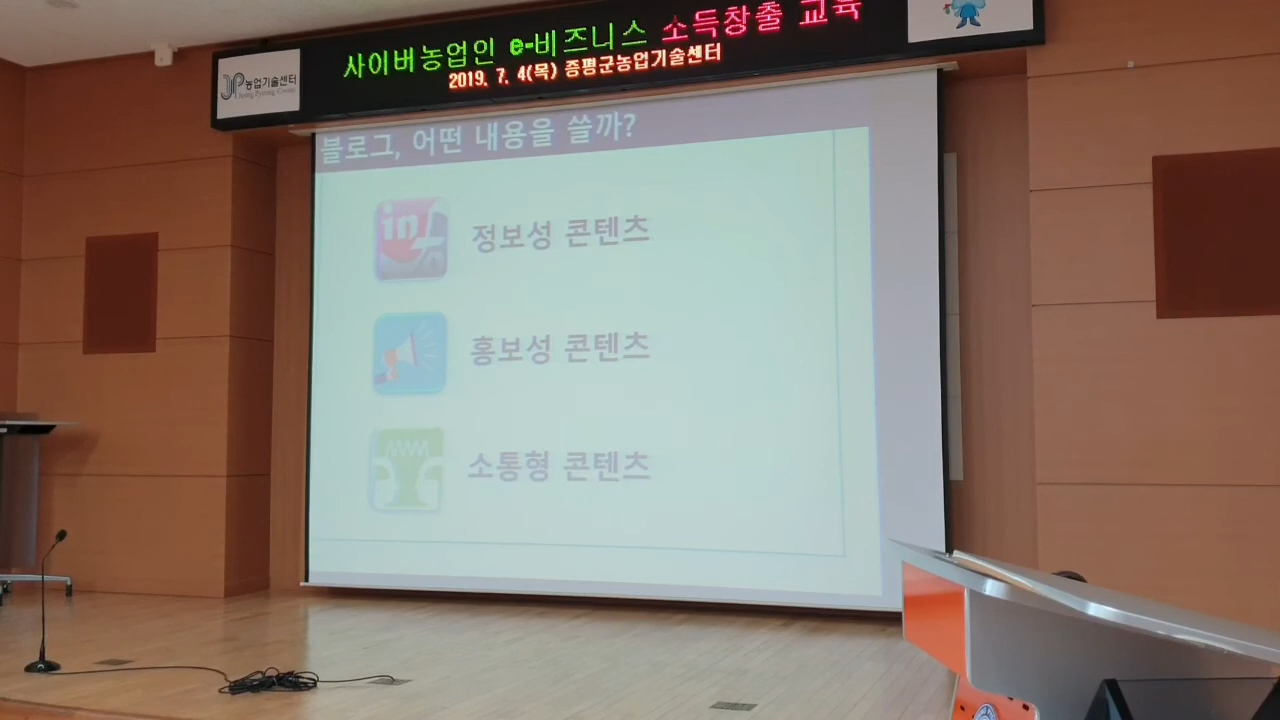 사이버농업인 e-비즈니스 소득창출 교육
2019. 7. 4(목) 증평군농업기술센터
JP농업기술센터
블로그, 어떤 내용을 쓸까?
in
정보성 콘텐츠
홍보성 콘텐츠
소통형 콘텐츠